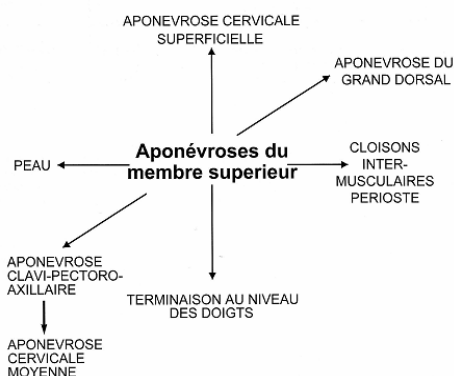 APONEVROSE CERVICALE
SUPERFICIELLE
APONEVROSE DU
GRAND DORSAL
Aponévroses du
membre superieur
PEAU
CLOISONS
INTER-
MUSCULAIRES
PERIOSTE
APONEVROSE
CLAVI-PECTORO-
AXILLAIRE
TERMINAISON AU NIVEAU
DES DOIGTS
APONEVROSE
CERVICALE
MOYENNE